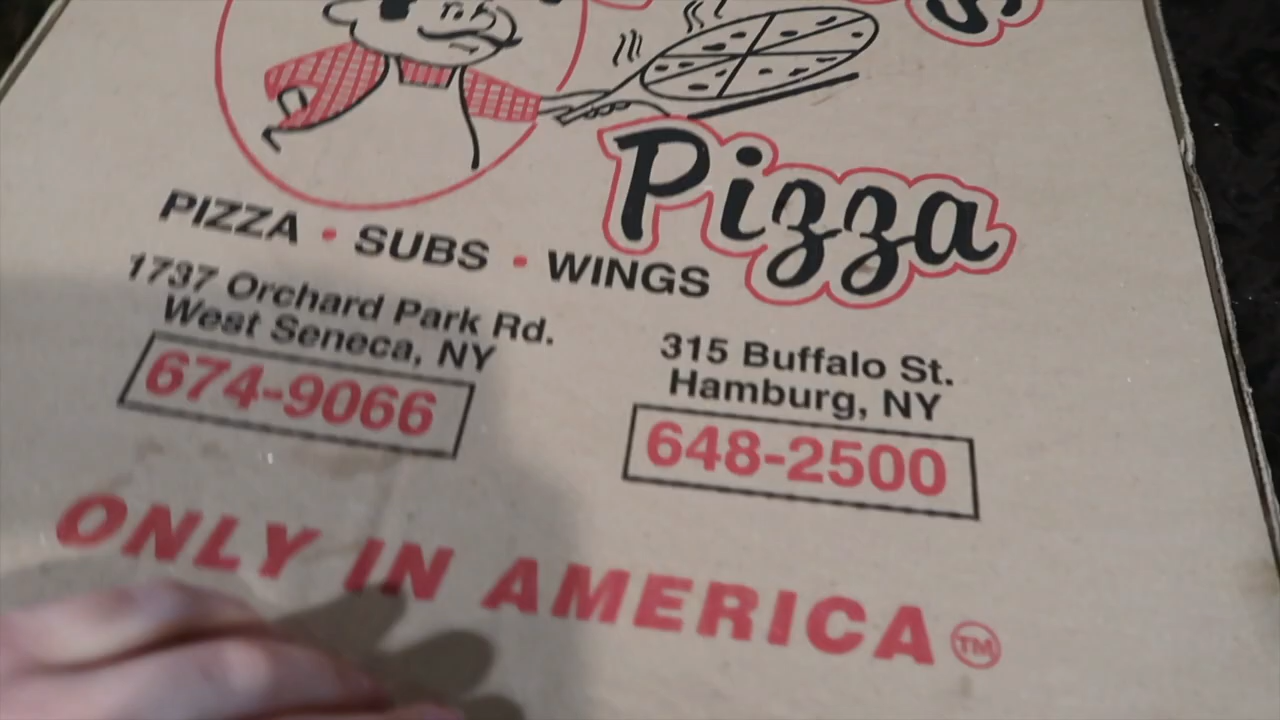 Pizza
PIZZA • SUBS • WINGS
1737 Orchard Park Rd.
West Seneca, NY
674-9066
315 Buffalo St.
Hamburg, NY
648-2500
ONLY IN AMERICA TM